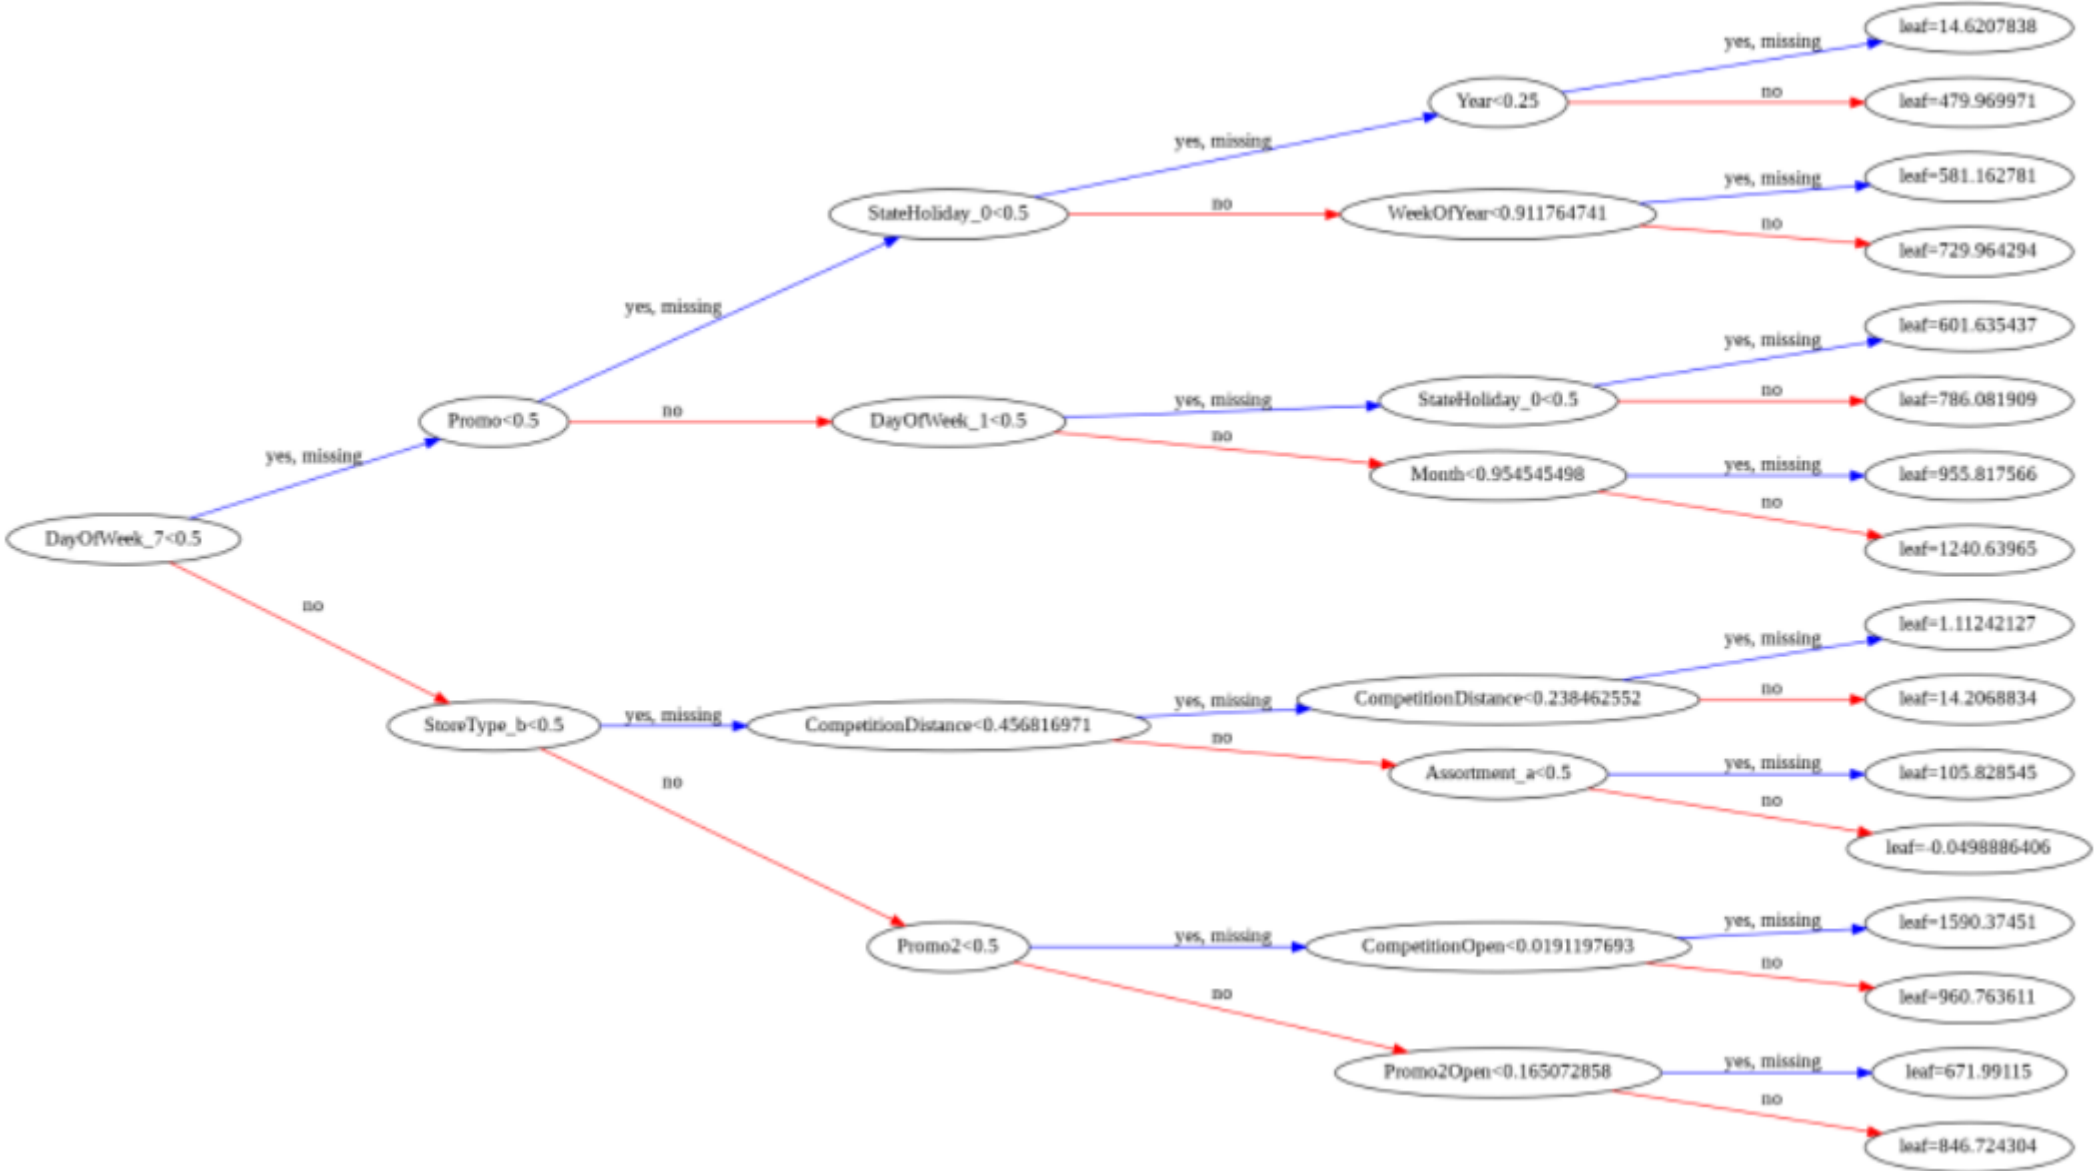 leaf=14.6207838
yes, missing
Year<0.25
no
leaf=479.969971
yes, missing
yes, missing
leaf=581.162781
StateHoliday_0<0.5
no
WeekOfYear<0.911764741
no
leaf=729.964294
yes, missing
leaf=601.635437
yes, missing
Promo<0.5
no
DayOfWeek_1<0.5
yes, missing
StateHoliday_0<0.5
no
leaf=786.081909
no
Month<0.954545498
yes, missing
leaf=955.817566
yes, missing
no
DayOfWeek_7<0.5
leaf=1240.63965
no
leaf=1.11242127
yes, missing
StoreType_b<0.5
yes, missing
CompetitionDistance<0.456816971
yes, missing
CompetitionDistance<0.238462552
no
leaf=14.2068834
no
Assortment_a<0.5
yes, missing
leaf=105.828545
no
no
leaf=-0.0498886406
leaf=1590.37451
yes, missing
Promo2<0.5
yes, missing
CompetitionOpen<0.0191197693
no
leaf=960.763611
no
Promo2Open<0.165072858
yes, missing
leaf=671.99115
no
leaf=846.724304